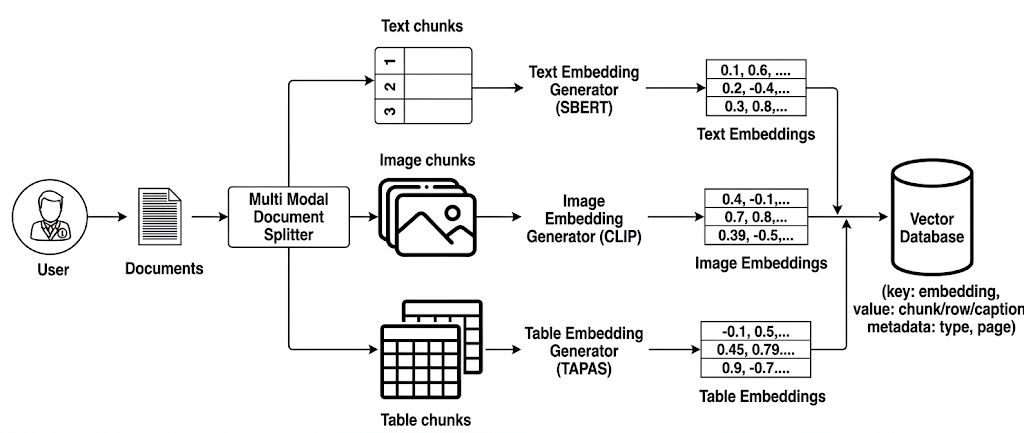 User
Documents
Multi Modal
Document
Splitter
Text chunks
1
2
3
Text Embedding
Generator
(SBERT)
0.1, 0.6, ....
0.2, -0.4,...
0.3, 0.8,...
Text Embeddings
Image chunks
Image
Embedding
Generator (CLIP)
0.4, -0.1,...
0.7, 0.8,...
0.39, -0.5,...
Image Embeddings
Table chunks
Table Embedding
Generator
(TAPAS)
-0.1, 0.5,...
0.45, 0.79....
0.9, -0.7....
Table Embeddings
Vector
Database
(key: embedding,
value: chunk/row/caption
metadata: type, page)